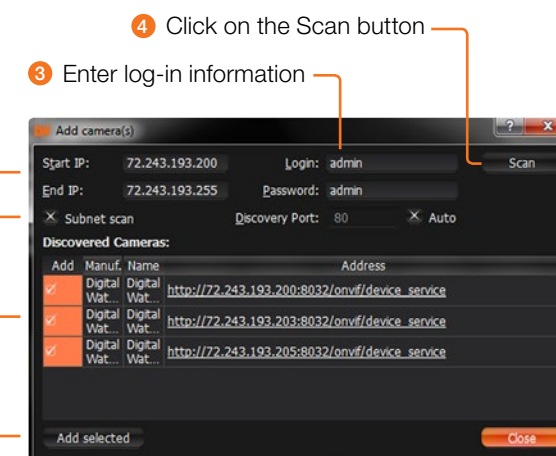 4 Click on the Scan button
3 Enter log-in information
Add camera(s)
? X
Start IP: 72.243.193.200 Login: admin Scan
End IP: 72.243.193.255 Password: admin
Subnet scan Discovery Port: 80 Auto
Discovered Cameras:
Add Manuf. Name Address
Digital Wat... Digital Wat... http://72.243.193.200:8032/onvif/device_service
Digital Wat... Digital Wat... http://72.243.193.203:8032/onvif/device_service
Digital Wat... Digital Wat... http://72.243.193.205:8032/onvif/device_service
Add selected Close